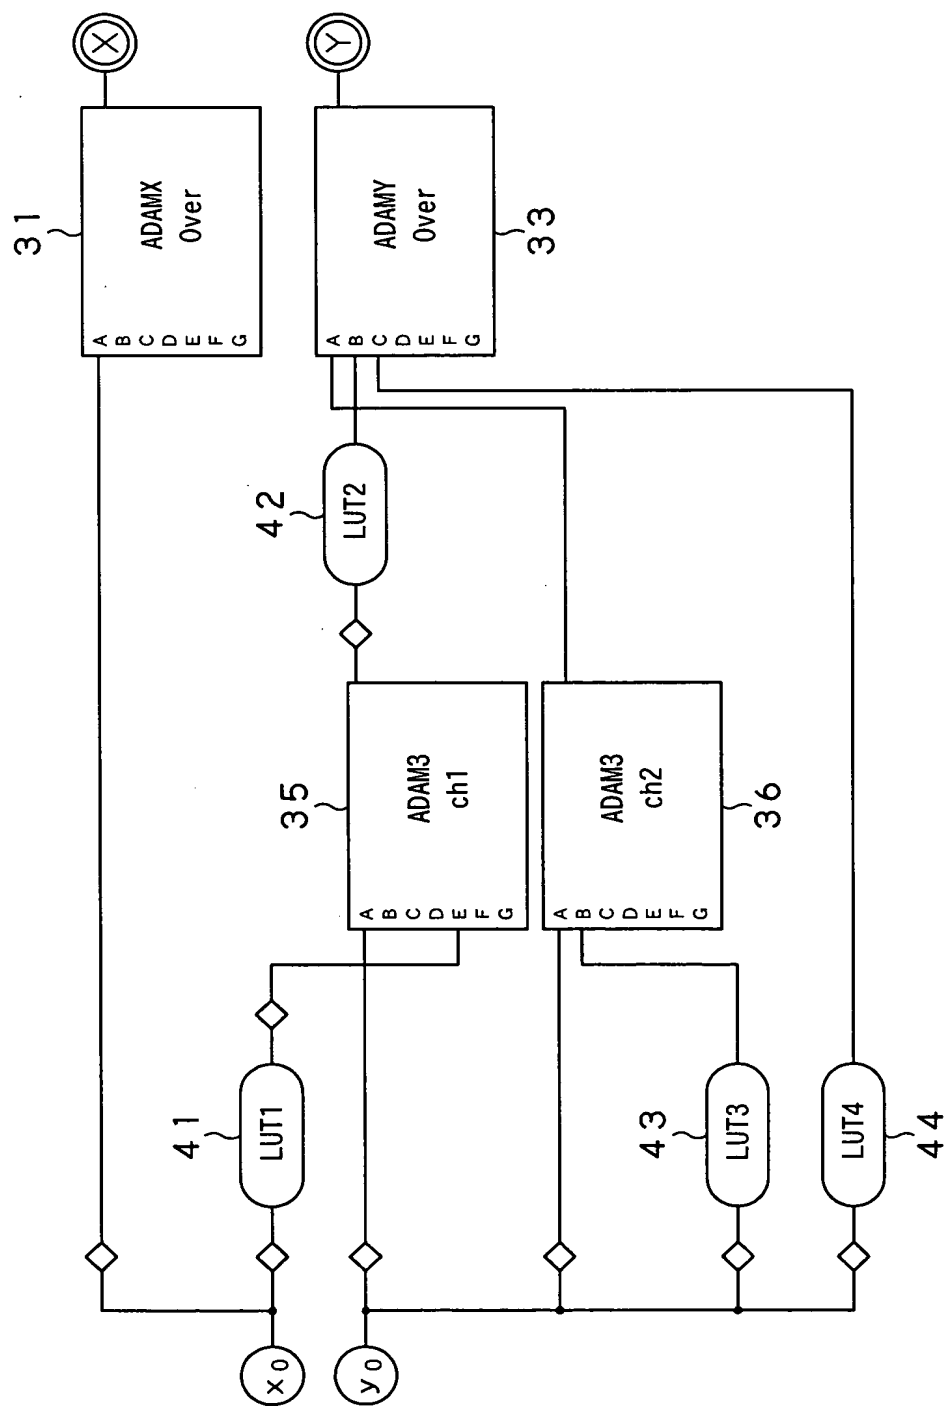 X
Y
31
ADAMX
Over
A
B
C
D
E
F
G
ADAMY
Over
33
A
B
C
D
E
F
G
42
LUT2
35
ADAM3
ch1
A
B
C
D
E
F
G
ADAM3
ch2
36
A
B
C
D
E
F
G
41
LUT1
43
LUT3
LUT4
44
x0
y0